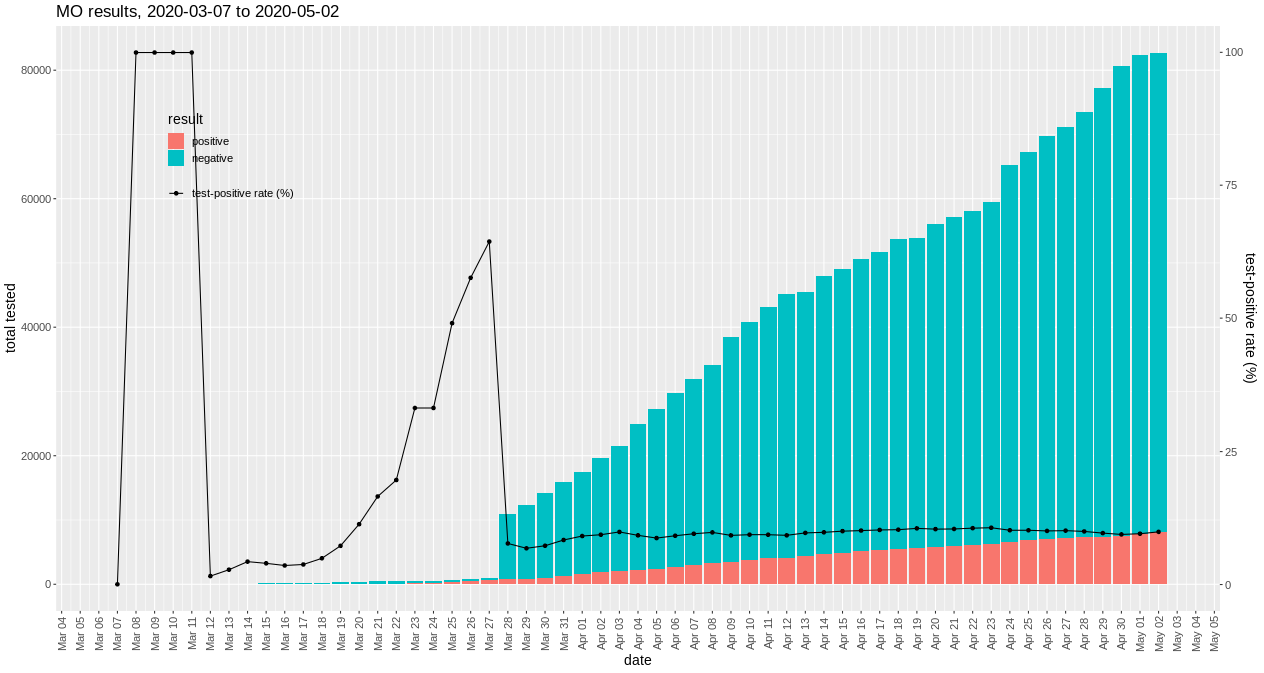 MO results, 2020-03-07 to 2020-05-02
total tested
80000
60000
40000
20000
0
result
positive
negative
test-positive rate (%)
100
75
50
25
0
test-positive rate (%)
Mar 04
Mar 05
Mar 06
Mar 07
Mar 08
Mar 09
Mar 10
Mar 11
Mar 12
Mar 13
Mar 14
Mar 15
Mar 16
Mar 17
Mar 18
Mar 19
Mar 20
Mar 21
Mar 22
Mar 23
Mar 24
Mar 25
Mar 26
Mar 27
Mar 28
Mar 29
Mar 30
Mar 31
Apr 01
Apr 02
Apr 03
Apr 04
Apr 05
Apr 06
Apr 07
Apr 08
Apr 09
Apr 10
Apr 11
Apr 12
Apr 13
Apr 14
Apr 15
Apr 16
Apr 17
Apr 18
Apr 19
Apr 20
Apr 21
Apr 22
Apr 23
Apr 24
Apr 25
Apr 26
Apr 27
Apr 28
Apr 29
Apr 30
May 01
May 02
May 03
May 04
May 05
date